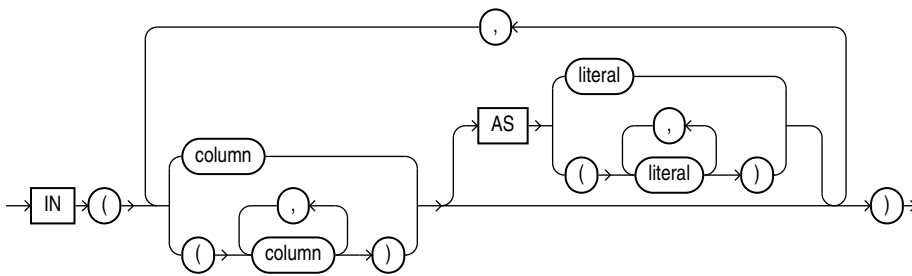 ,
literal
AS
,
column
( literal )
IN (
,
)
( column )